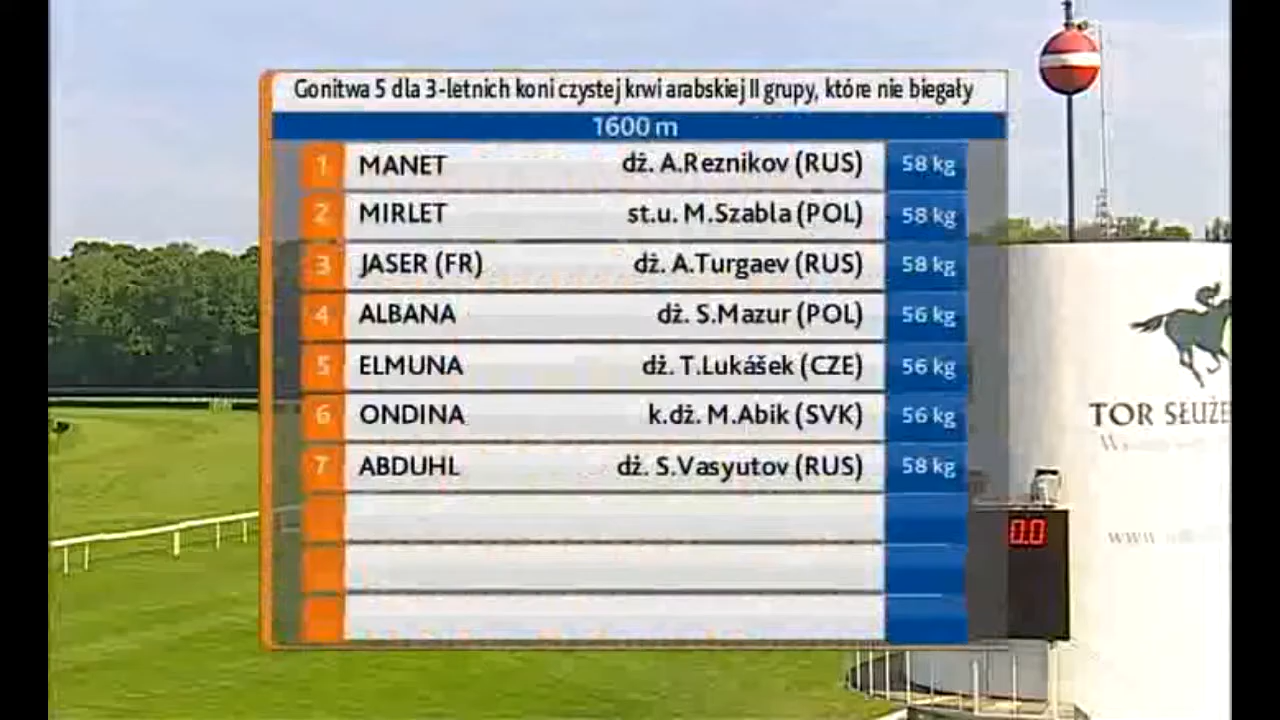 Gonitwa 5 dla 3-letnich koni czystej krwi arabskiej II grupy, które nie biegały
1600 m
1 MANET dż. A.Reznikov (RUS) 58 kg
2 MIRLET st.u. M.Szabla (POL) 58 kg
3 JASER (FR) dż. A.Turgaev (RUS) 58 kg
4 ALBANA dż. S.Mazur (POL) 56 kg
5 ELMUNA dż. T.Lukášek (CZE) 56 kg
6 ONDINA k.dż. M.Abik (SVK) 56 kg
7 ABDUHL dż. S.Vasyutov (RUS) 58 kg
TOR SŁUŻE
0.0
www